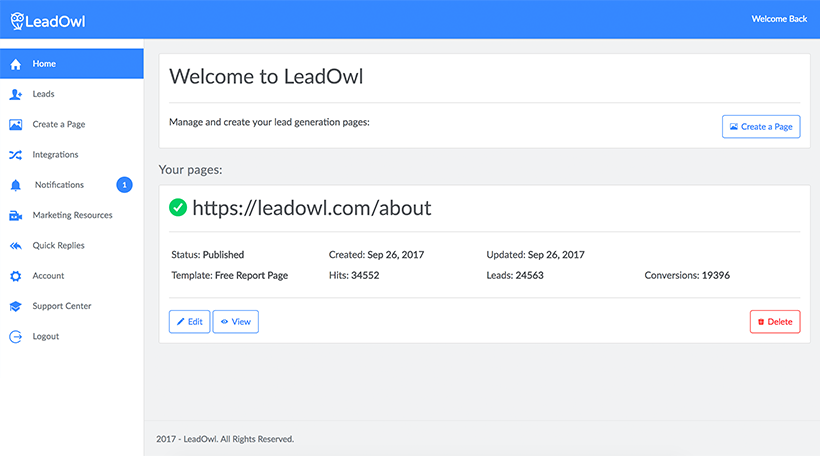 LeadOwl
Welcome Back
Home
Leads
Create a Page
Integrations
Notifications 1
Marketing Resources
Quick Replies
Account
Support Center
Logout
Welcome to LeadOwl
Manage and create your lead generation pages:
Create a Page
Your pages:
https://leadowl.com/about
Status: Published Created: Sep 26, 2017 Updated: Sep 26, 2017
Template: Free Report Page Hits: 34552 Leads: 24563 Conversions: 19396
Edit View Delete
2017 - LeadOwl. All Rights Reserved.